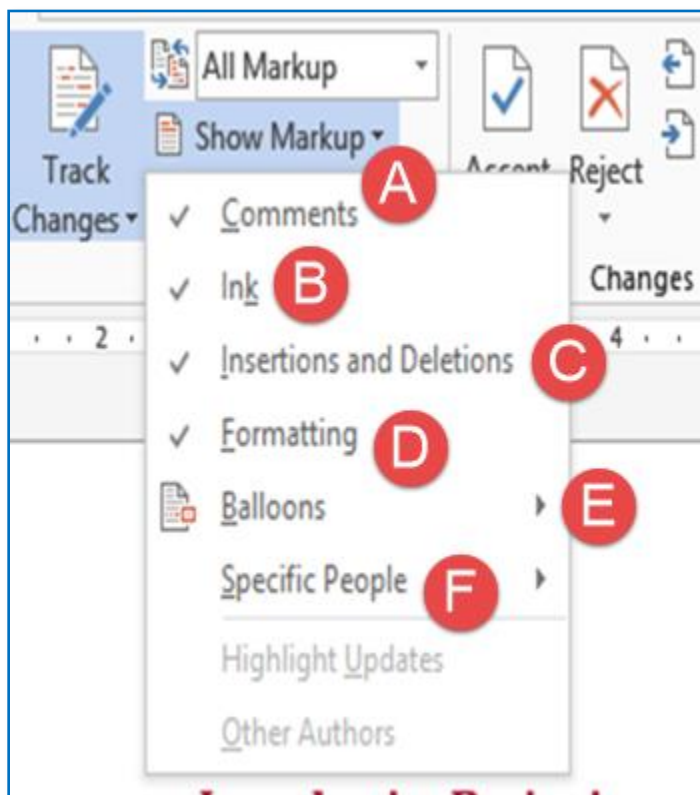 All Markup
Show Markup
Track
Changes
Accept
Reject
Changes
A
Comments
Ink
B
2
Insertions and Deletions
C
4
Formatting
D
Balloons
E
Specific People
F
Highlight Updates
Other Authors